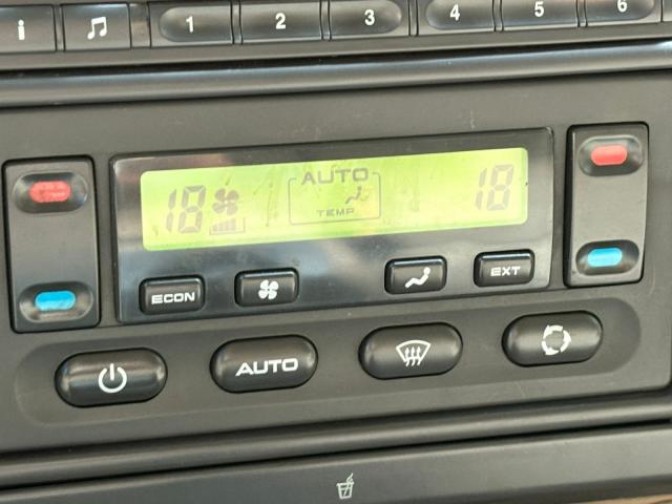 i 1 2 3 4 5 6
18 AUTO 18
TEMP
ECON EXT
AUTO